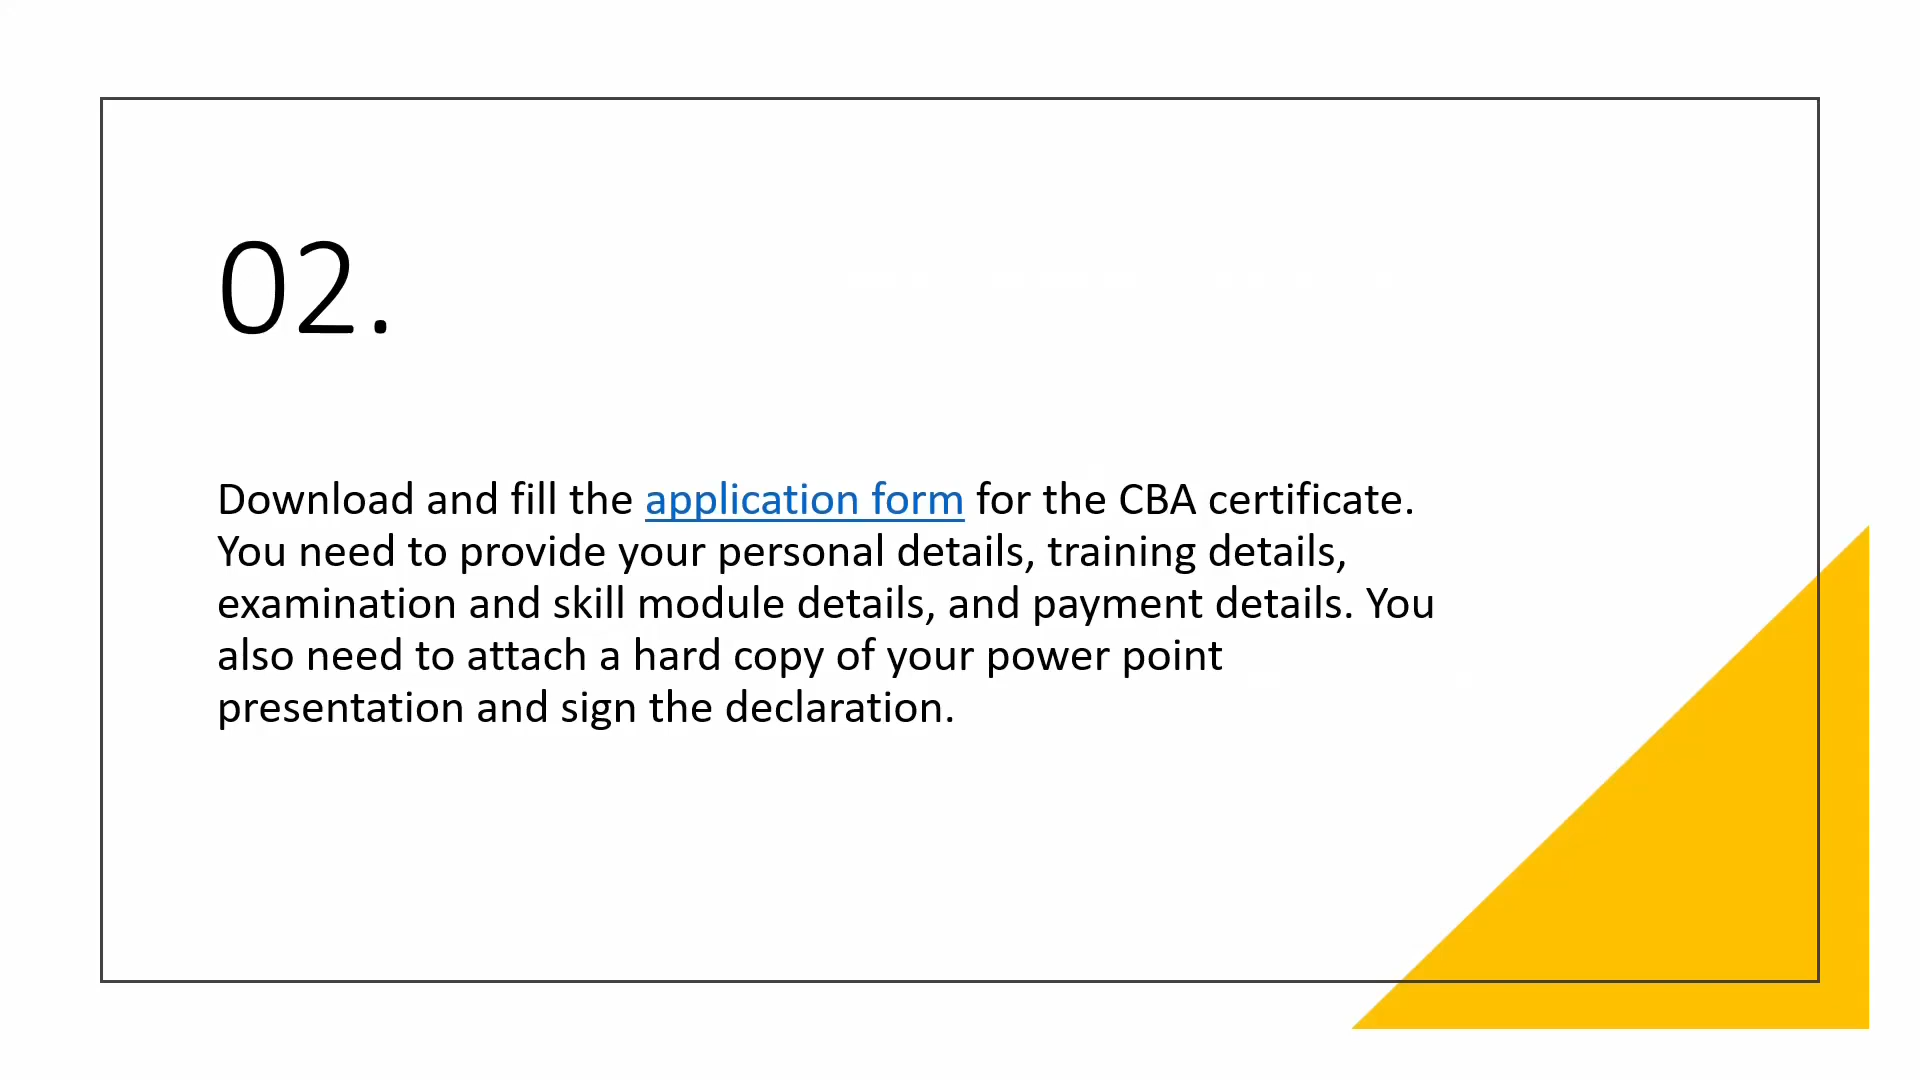 02.
Download and fill the application form for the CBA certificate.
You need to provide your personal details, training details,
examination and skill module details, and payment details. You
also need to attach a hard copy of your power point
presentation and sign the declaration.